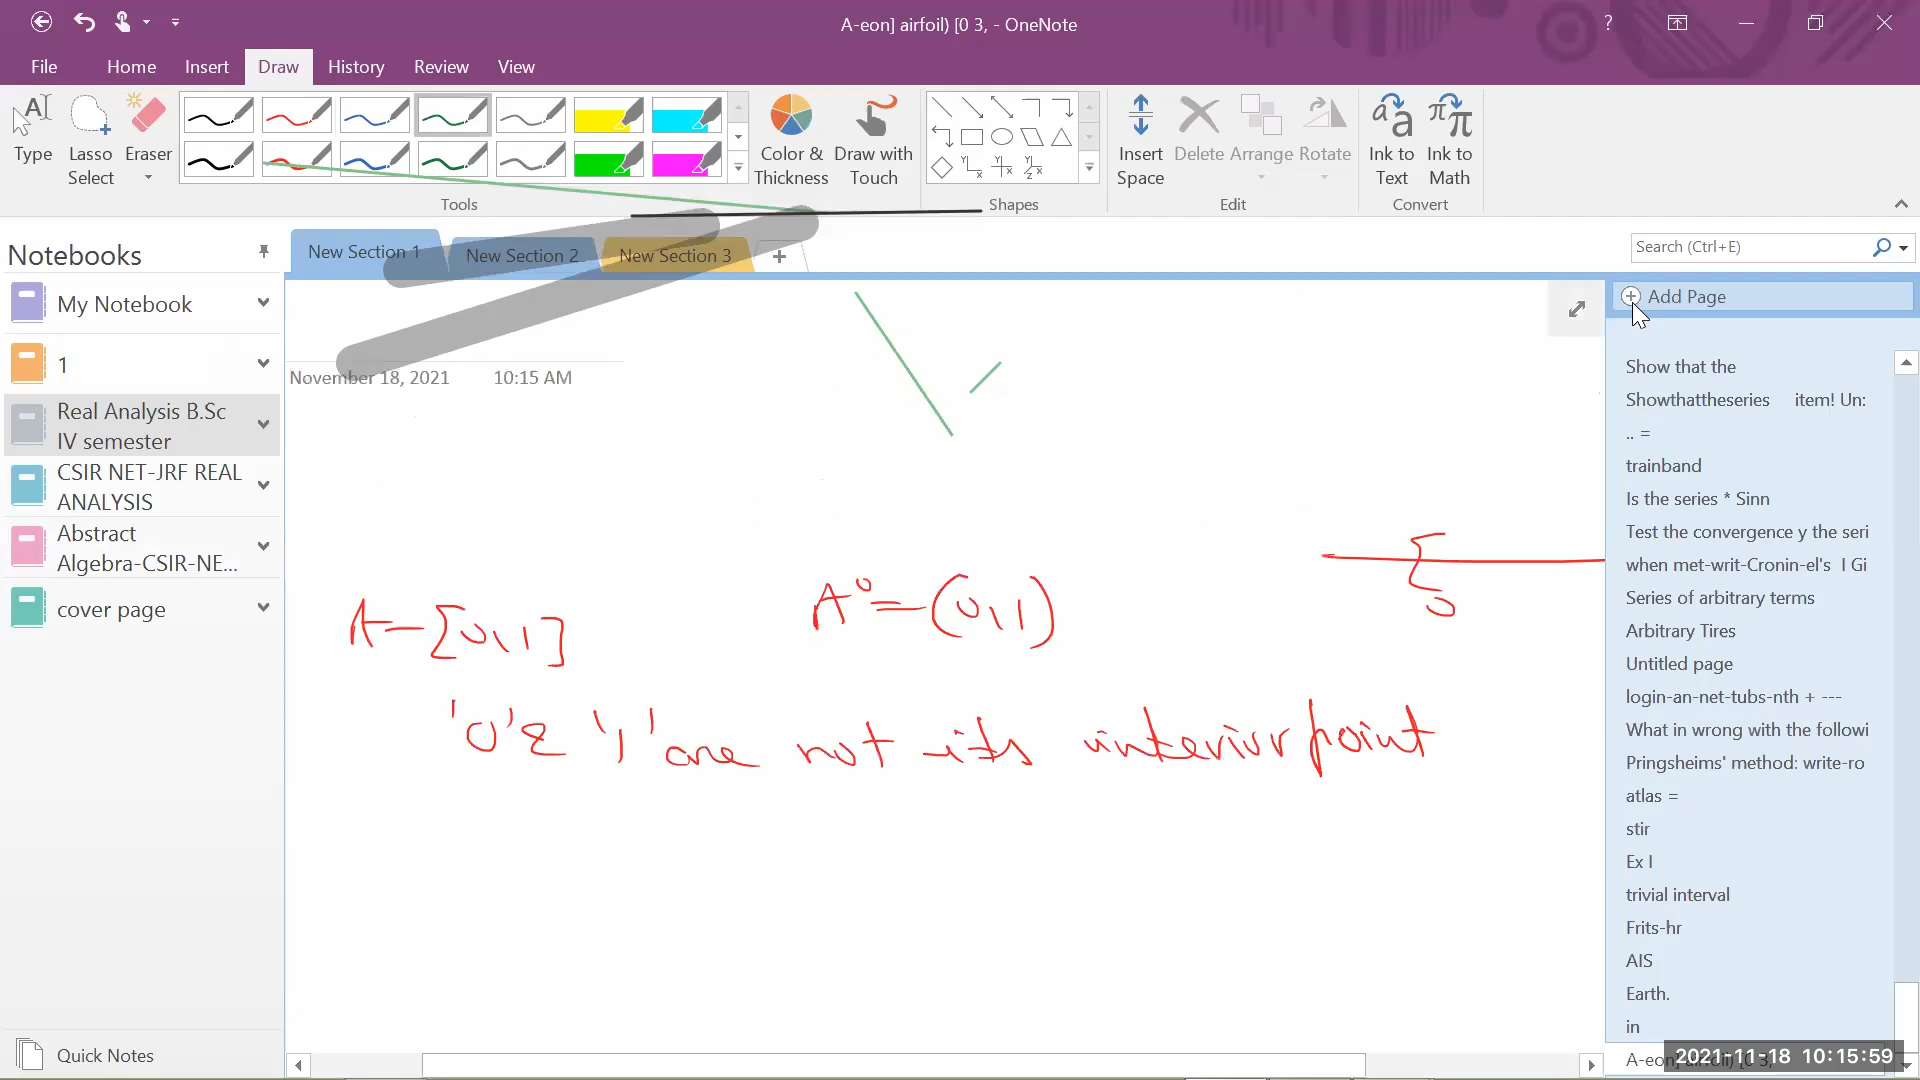 A-eon] airfoil) [0 3, - OneNote
?
File Home Insert Draw History Review View
Type
Lasso Select
Eraser
Color & Thickness
Draw with Touch
Insert Space
Delete
Arrange
Rotate
Ink to Text
Ink to Math
Tools
Shapes
Edit
Convert
Notebooks
New Section 1
New Section 2
New Section 3
+
Search (Ctrl+E)
My Notebook
1
Real Analysis B.Sc
IV semester
CSIR NET-JRF REAL
ANALYSIS
Abstract
Algebra-CSIR-NE...
cover page
Quick Notes
November 18, 2021 10:15 AM
A=[0,1]
A°=(0,1)
0
'0' & '1' are not its interior point
Add Page
Show that the
Showthattheseries item! Un:
.. =
trainband
Is the series * Sinn
Test the convergence y the seri
when met-writ-Cronin-el's I Gi
Series of arbitrary terms
Arbitrary Tires
Untitled page
login-an-net-tubs-nth + ---
What in wrong with the followi
Pringsheims' method: write-ro
atlas =
stir
Ex I
trivial interval
Frits-hr
AIS
Earth.
in
A-eon] airfoil) [0 3,
2021-11-18 10:15:59